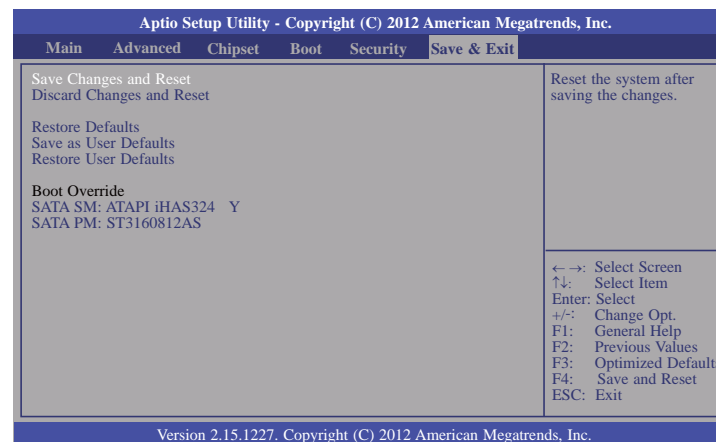 Aptio Setup Utility - Copyright (C) 2012 American Megatrends, Inc.
Main Advanced Chipset Boot Security Save & Exit
Save Changes and Reset
Discard Changes and Reset
Restore Defaults
Save as User Defaults
Restore User Defaults
Boot Override
SATA SM: ATAPI iHAS324 Y
SATA PM: ST3160812AS
Reset the system after
saving the changes.
←→: Select Screen
↑↓: Select Item
Enter: Select
+/-: Change Opt.
F1: General Help
F2: Previous Values
F3: Optimized Default
F4: Save and Reset
ESC: Exit
Version 2.15.1227. Copyright (C) 2012 American Megatrends, Inc.